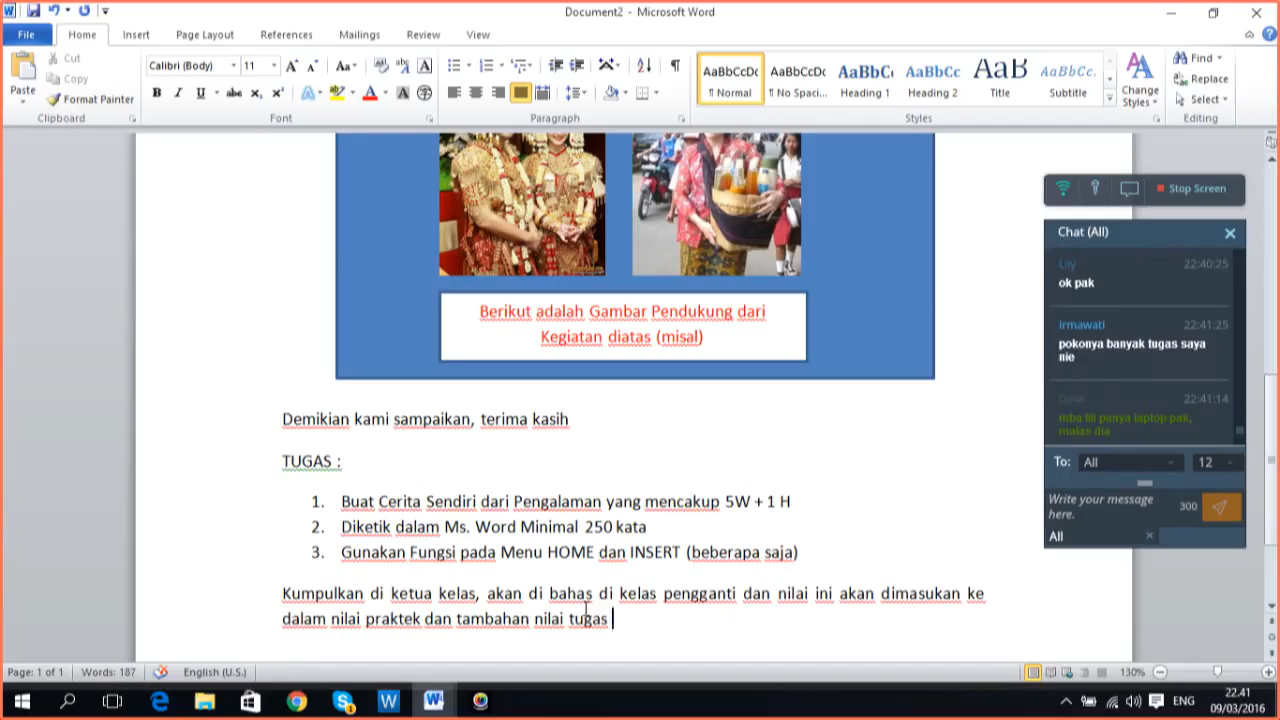 Document2 - Microsoft Word
File Home Insert Page Layout References Mailings Review View
Paste
Cut
Copy
Format Painter
Clipboard
Calibri (Body) 11
Font
Paragraph
AaBbCcDc AaBbCcDc AaBbC AaBbCc AaB AaBbCcDc
¶ Normal ¶ No Spaci... Heading 1 Heading 2 Title Subtitle
Styles
Change
Styles
Find
Replace
Select
Editing
Berikut adalah Gambar Pendukung dari
Kegiatan diatas (misal)
Demikian kami sampaikan, terima kasih
TUGAS :
1. Buat Cerita Sendiri dari Pengalaman yang mencakup 5W + 1 H
2. Diketik dalam Ms. Word Minimal 250 kata
3. Gunakan Fungsi pada Menu HOME dan INSERT (beberapa saja)
Kumpulkan di ketua kelas, akan di bahas di kelas pengganti dan nilai ini akan dimasukan ke
dalam nilai praktek dan tambahan nilai tugas
Stop Screen
Chat (All)
Lily 22:40:25
ok pak
Irmawati 22:41:25
pokonya banyak tugas saya
nie
Dewi 22:41:14
mba lili punya laptop pak,
malas dia
To: All 12
Write your message
here.
300
All
Page: 1 of 1 Words: 187 English (U.S.) 130%
ENG
22.41
09/03/2016